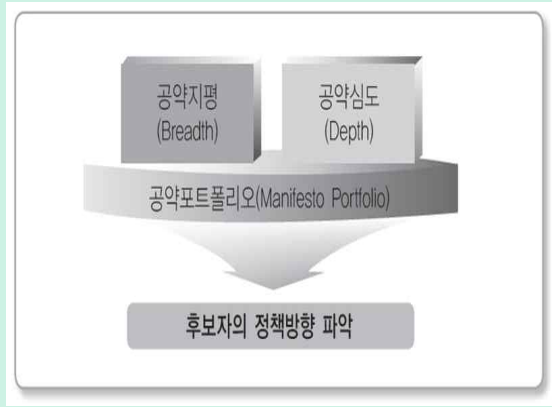 공약지평
(Breadth)
공약심도
(Depth)
공약포트폴리오(Manifesto Portfolio)
후보자의 정책방향 파악